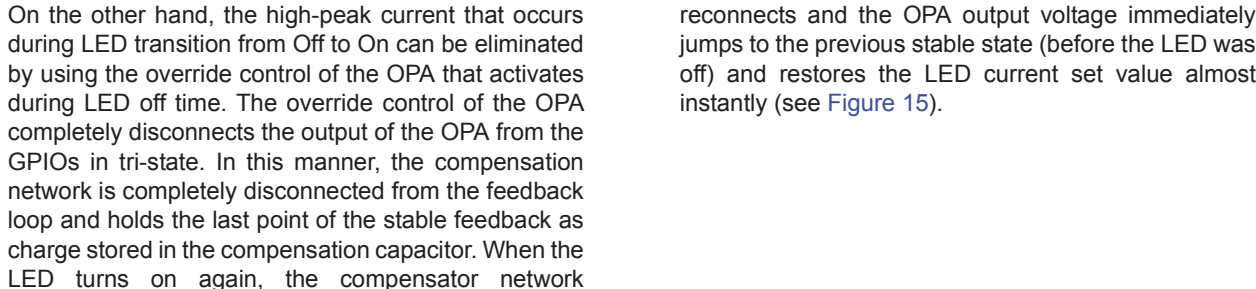 On the other hand, the high-peak current that occurs
during LED transition from Off to On can be eliminated
by using the override control of the OPA that activates
during LED off time. The override control of the OPA
completely disconnects the output of the OPA from the
GPIOs in tri-state. In this manner, the compensation
network is completely disconnected from the feedback
loop and holds the last point of the stable feedback as
charge stored in the compensation capacitor. When the
LED turns on again, the compensator network
reconnects and the OPA output voltage immediately
jumps to the previous stable state (before the LED was
off) and restores the LED current set value almost
instantly (see Figure 15).